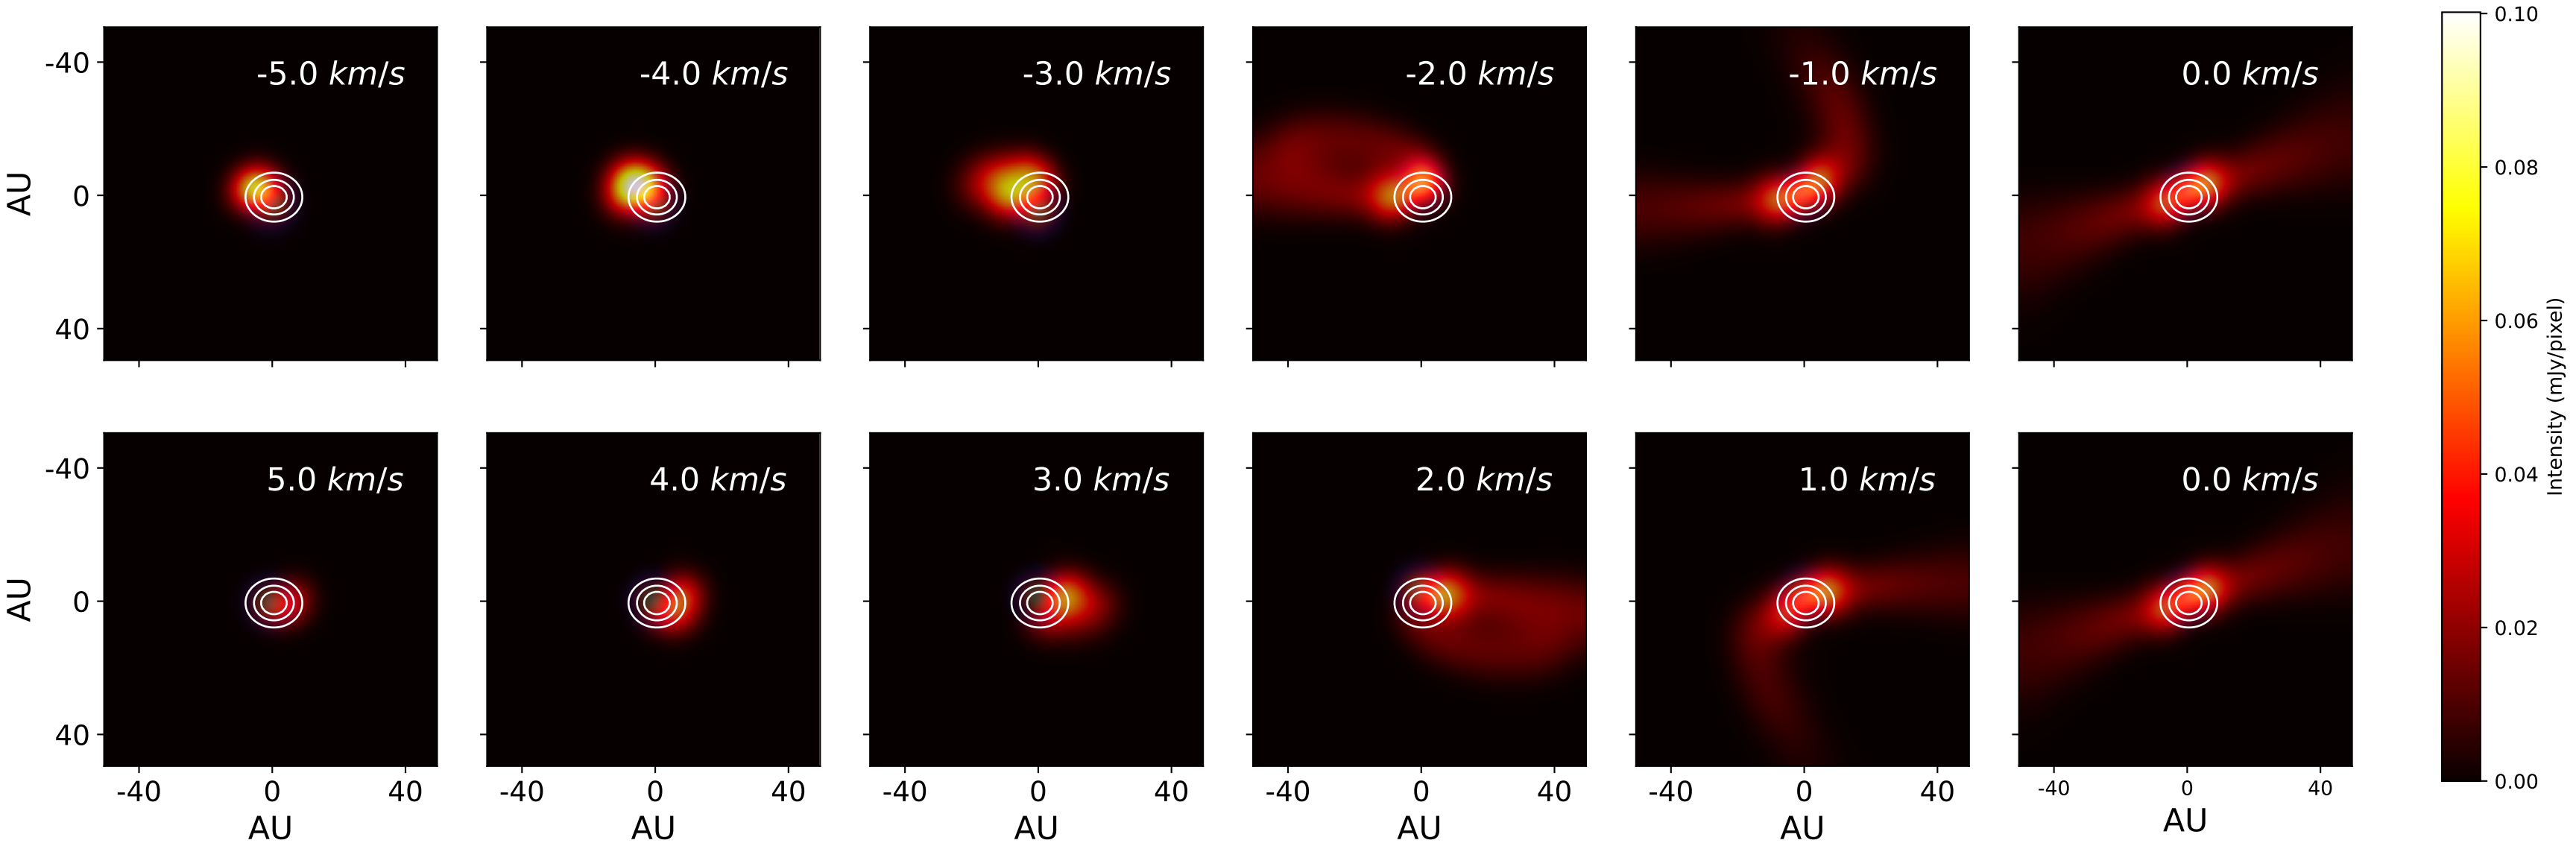 -5.0 km/s
-4.0 km/s
-3.0 km/s
-2.0 km/s
-1.0 km/s
0.0 km/s
-40
0
40
AU
5.0 km/s
4.0 km/s
3.0 km/s
2.0 km/s
1.0 km/s
0.0 km/s
-40
0
40
AU
-40 0 40
-40 0 40
-40 0 40
-40 0 40
-40 0 40
-40 0 40
AU
AU
AU
AU
AU
AU
0.10
0.08
0.06
0.04
0.02
0.00
Intensity (mJy/pixel)